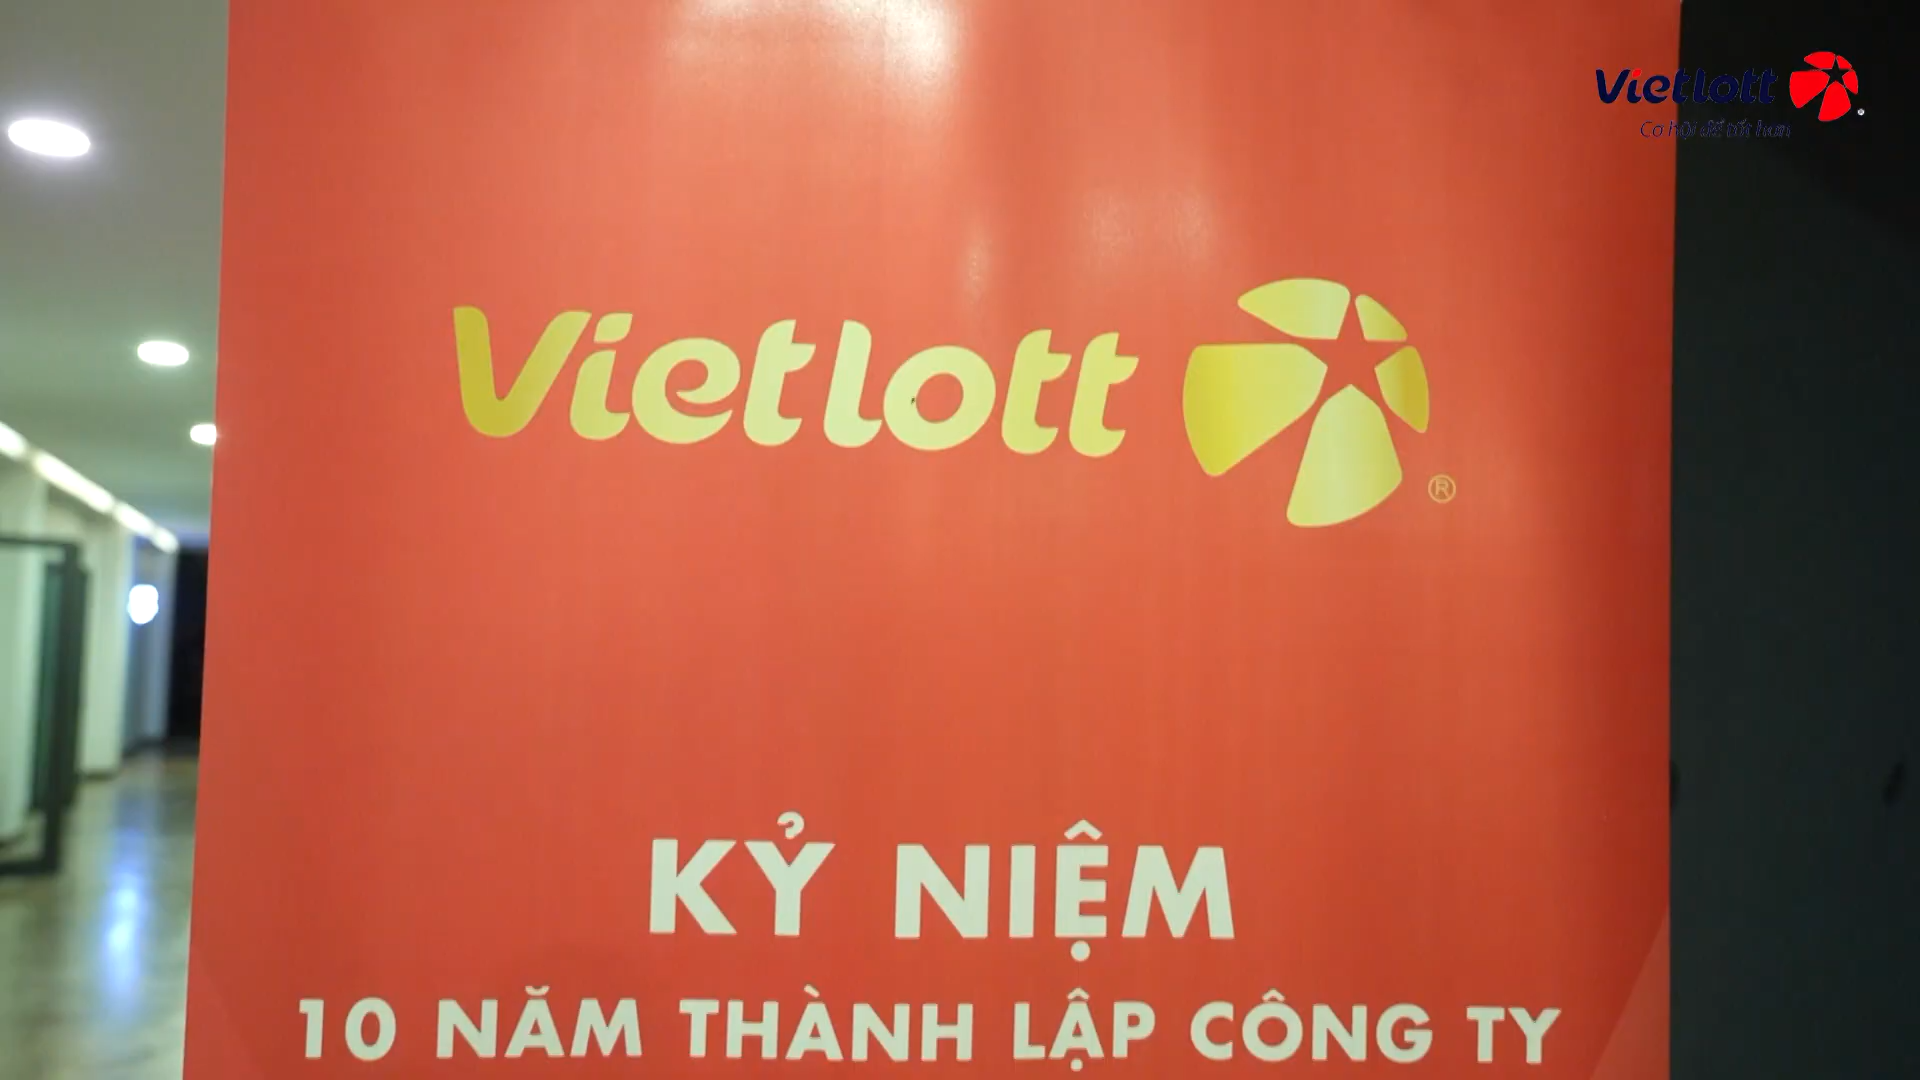 Vietlott
Cơ hội để tốt hơn
Vietlott ®
KỶ NIỆM
10 NĂM THÀNH LẬP CÔNG TY